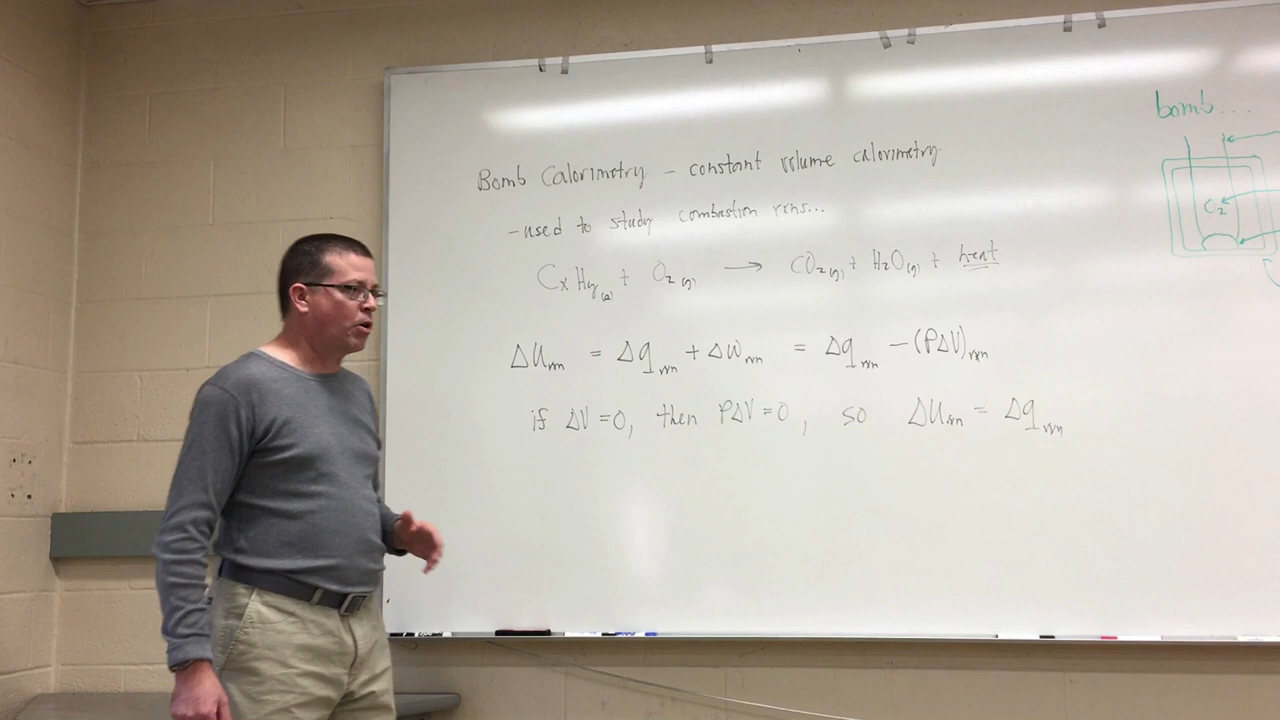 Bomb Calorimetry – constant volume calorimetry
- used to study combustion rxns...
CxHy(g) + O2(g) → CO2(g) + H2O(g) + heat
ΔUrxn = Δqrxn + Δwrxn = Δqrxn – (PΔV)rxn
if ΔV=0, then PΔV=0, so ΔUrxn = Δqrxn
bomb...